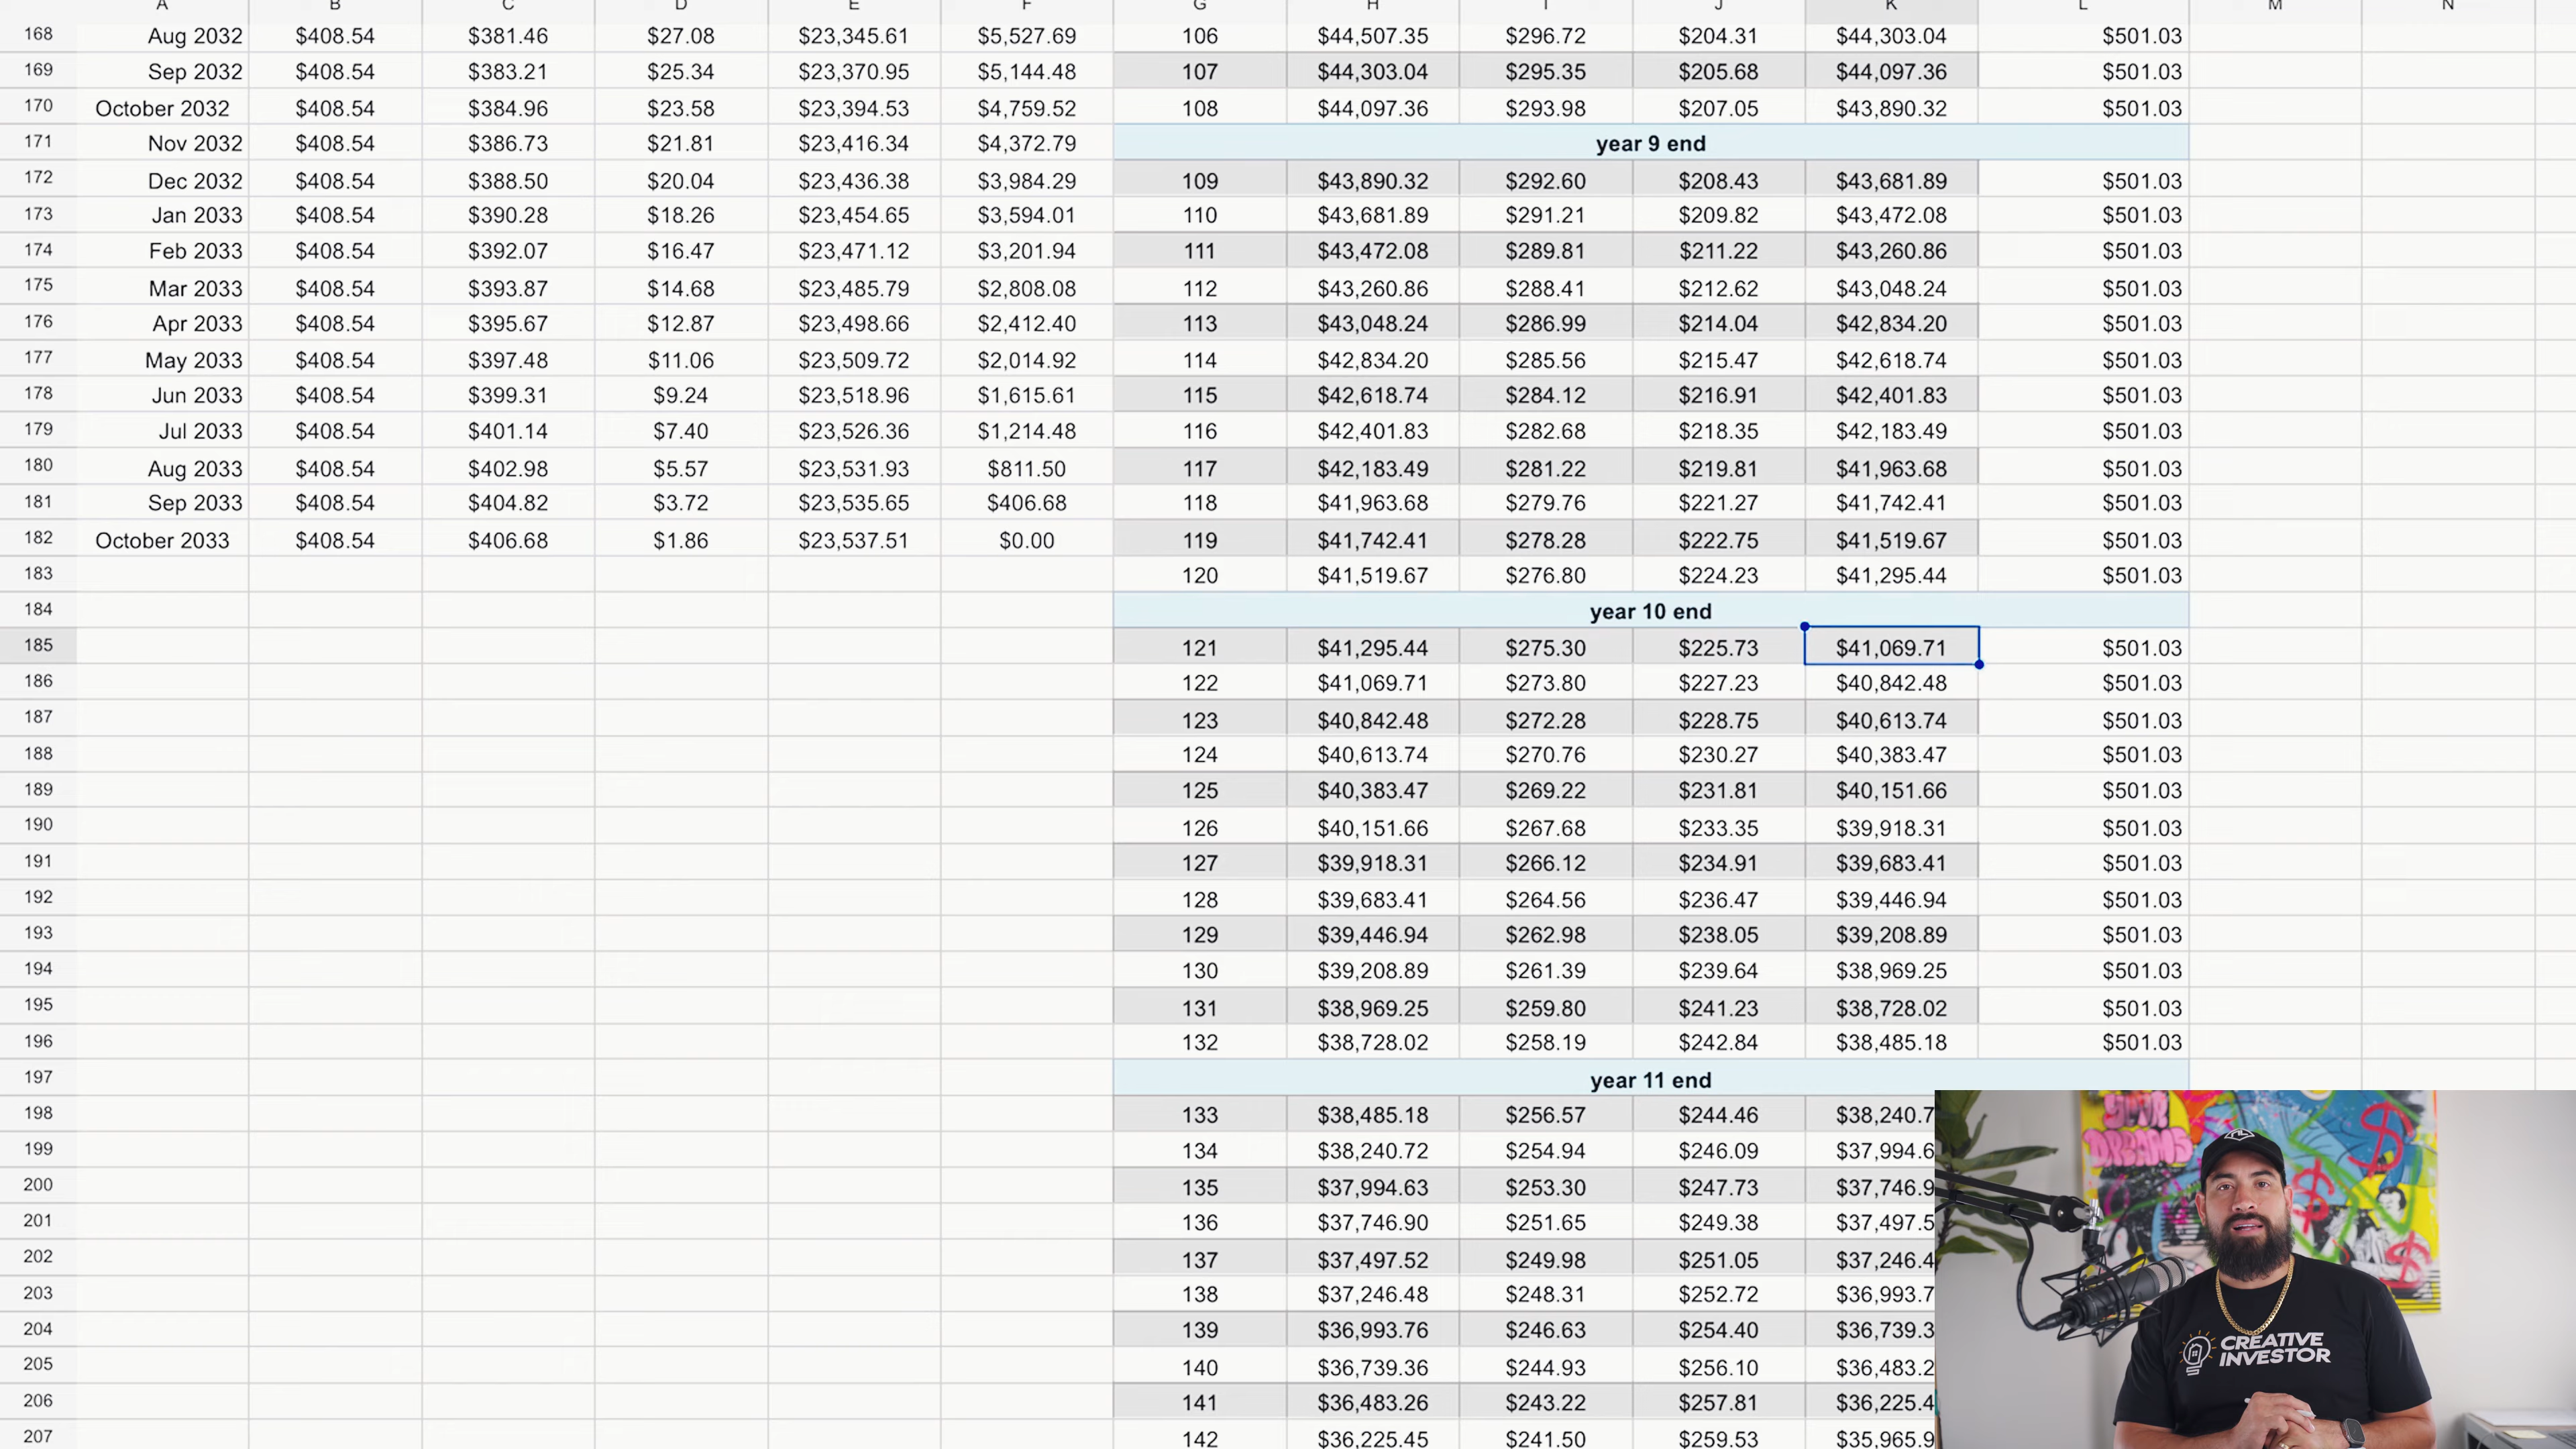 A B C D E F G H I J K L M N
168 Aug 2032 $408.54 $381.46 $27.08 $23,345.61 $5,527.69 106 $44,507.35 $296.72 $204.31 $44,303.04 $501.03
169 Sep 2032 $408.54 $383.21 $25.34 $23,370.95 $5,144.48 107 $44,303.04 $295.35 $205.68 $44,097.36 $501.03
170 October 2032 $408.54 $384.96 $23.58 $23,394.53 $4,759.52 108 $44,097.36 $293.98 $207.05 $43,890.32 $501.03
171 Nov 2032 $408.54 $386.73 $21.81 $23,416.34 $4,372.79 year 9 end
172 Dec 2032 $408.54 $388.50 $20.04 $23,436.38 $3,984.29 109 $43,890.32 $292.60 $208.43 $43,681.89 $501.03
173 Jan 2033 $408.54 $390.28 $18.26 $23,454.65 $3,594.01 110 $43,681.89 $291.21 $209.82 $43,472.08 $501.03
174 Feb 2033 $408.54 $392.07 $16.47 $23,471.12 $3,201.94 111 $43,472.08 $289.81 $211.22 $43,260.86 $501.03
175 Mar 2033 $408.54 $393.87 $14.68 $23,485.79 $2,808.08 112 $43,260.86 $288.41 $212.62 $43,048.24 $501.03
176 Apr 2033 $408.54 $395.67 $12.87 $23,498.66 $2,412.40 113 $43,048.24 $286.99 $214.04 $42,834.20 $501.03
177 May 2033 $408.54 $397.48 $11.06 $23,509.72 $2,014.92 114 $42,834.20 $285.56 $215.47 $42,618.74 $501.03
178 Jun 2033 $408.54 $399.31 $9.24 $23,518.96 $1,615.61 115 $42,618.74 $284.12 $216.91 $42,401.83 $501.03
179 Jul 2033 $408.54 $401.14 $7.40 $23,526.36 $1,214.48 116 $42,401.83 $282.68 $218.35 $42,183.49 $501.03
180 Aug 2033 $408.54 $402.98 $5.57 $23,531.93 $811.50 117 $42,183.49 $281.22 $219.81 $41,963.68 $501.03
181 Sep 2033 $408.54 $404.82 $3.72 $23,535.65 $406.68 118 $41,963.68 $279.76 $221.27 $41,742.41 $501.03
182 October 2033 $408.54 $406.68 $1.86 $23,537.51 $0.00 119 $41,742.41 $278.28 $222.75 $41,519.67 $501.03
183 120 $41,519.67 $276.80 $224.23 $41,295.44 $501.03
184 year 10 end
185 121 $41,295.44 $275.30 $225.73 $41,069.71 $501.03
186 122 $41,069.71 $273.80 $227.23 $40,842.48 $501.03
187 123 $40,842.48 $272.28 $228.75 $40,613.74 $501.03
188 124 $40,613.74 $270.76 $230.27 $40,383.47 $501.03
189 125 $40,383.47 $269.22 $231.81 $40,151.66 $501.03
190 126 $40,151.66 $267.68 $233.35 $39,918.31 $501.03
191 127 $39,918.31 $266.12 $234.91 $39,683.41 $501.03
192 128 $39,683.41 $264.56 $236.47 $39,446.94 $501.03
193 129 $39,446.94 $262.98 $238.05 $39,208.89 $501.03
194 130 $39,208.89 $261.39 $239.64 $38,969.25 $501.03
195 131 $38,969.25 $259.80 $241.23 $38,728.02 $501.03
196 132 $38,728.02 $258.19 $242.84 $38,485.18 $501.03
197 year 11 end
198 133 $38,485.18 $256.57 $244.46 $38,240.7
199 134 $38,240.72 $254.94 $246.09 $37,994.6
200 135 $37,994.63 $253.30 $247.73 $37,746.9
201 136 $37,746.90 $251.65 $249.38 $37,497.5
202 137 $37,497.52 $249.98 $251.05 $37,246.4
203 138 $37,246.48 $248.31 $252.72 $36,993.7
204 139 $36,993.76 $246.63 $254.40 $36,739.3
205 140 $36,739.36 $244.93 $256.10 $36,483.2
206 141 $36,483.26 $243.22 $257.81 $36,225.4
207 142 $36,225.45 $241.50 $259.53 $35,965.9
DREAMS
CREATIVE
INVESTOR